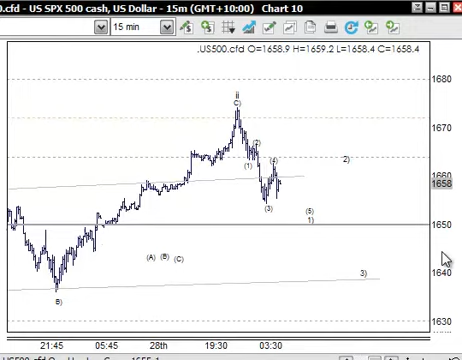 0.cfd - US SPX 500 cash, US Dollar - 15m (GMT+10:00) Chart 10
15 min
.US500.cfd O=1658.9 H=1659.2 L=1658.4 C=1658.4
1680
ii
C)
1670
(2)
2)
(1)
(4)
1660
1658
(3)
(5)
1)
1650
(A)
(B)
(C)
1640
3)
B)
1630
21:45
05:45
28th
19:30
03:30